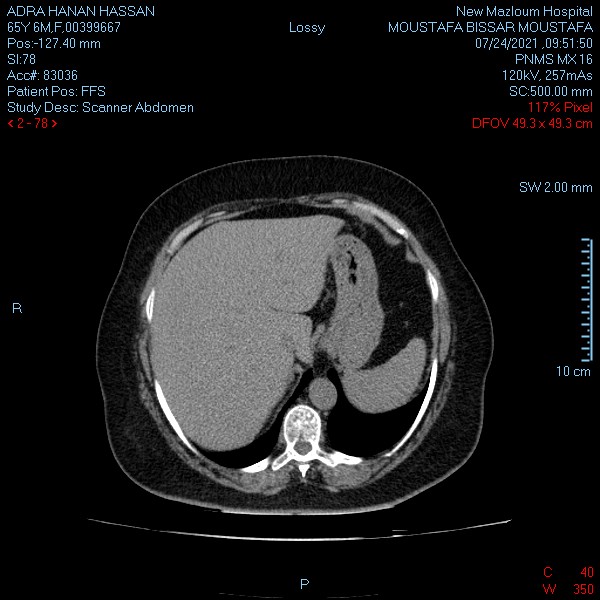 ADRA HANAN HASSAN
65Y 6M,F,00399667
Pos:-127.40 mm
SI:78
Acc#: 83036
Patient Pos: FFS
Study Desc: Scanner Abdomen
< 2 - 78 >
Lossy
New Mazloum Hospital
MOUSTAFA BISSAR MOUSTAFA
07/24/2021 ,09:51:50
PNMS MX 16
120kV, 257mAs
SC:500.00 mm
117% Pixel
DFOV 49.3 x 49.3 cm
SW 2.00 mm
R
10 cm
P
C 40
W 350